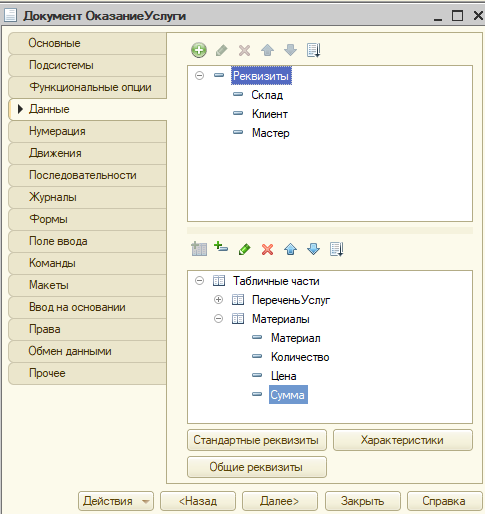 Документ ОказаниеУслуги
Основные
Подсистемы
Функциональные опции
Данные
Нумерация
Движения
Последовательности
Журналы
Формы
Поле ввода
Команды
Макеты
Ввод на основании
Права
Обмен данными
Прочее
Реквизиты
Склад
Клиент
Мастер
Табличные части
ПереченьУслуг
Материалы
Материал
Количество
Цена
Сумма
Стандартные реквизиты
Характеристики
Общие реквизиты
Действия
<Назад
Далее>
Закрыть
Справка